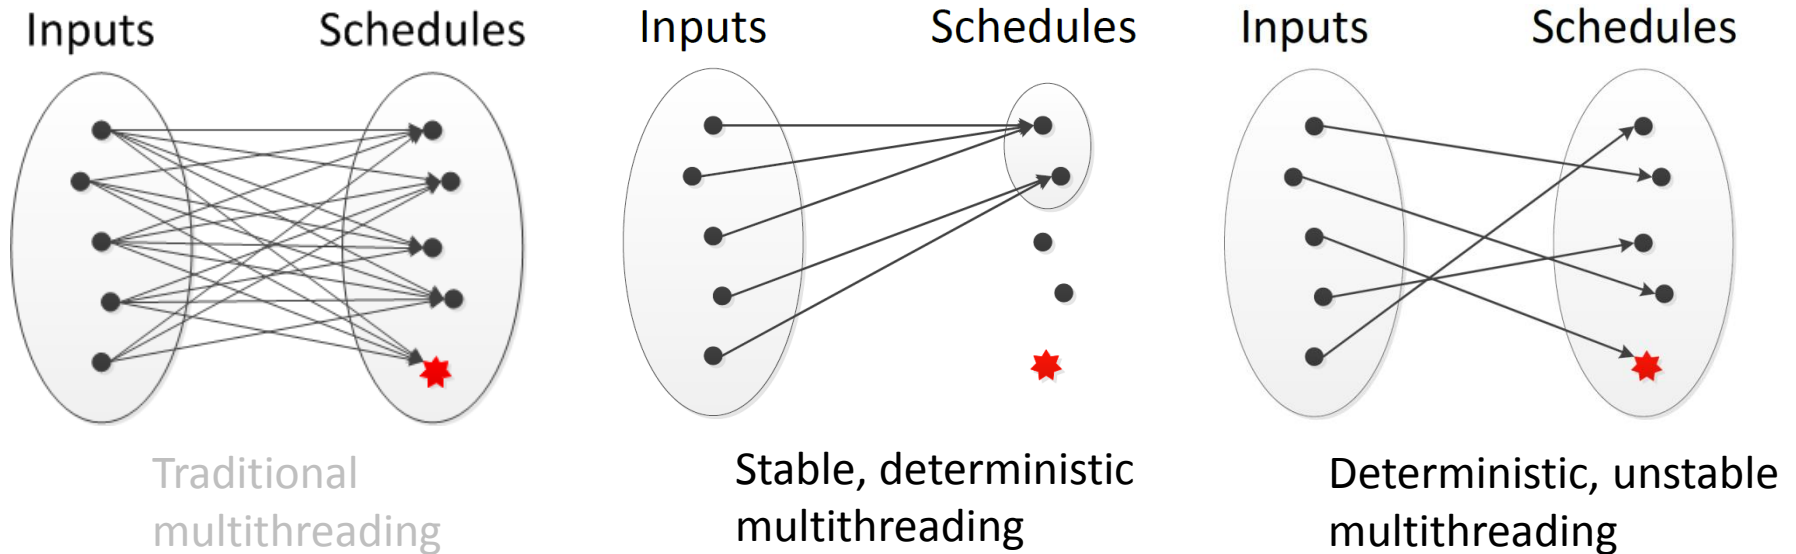 Inputs
Schedules
Inputs
Schedules
Inputs
Schedules
Traditional
multithreading
Stable, deterministic
multithreading
Deterministic, unstable
multithreading